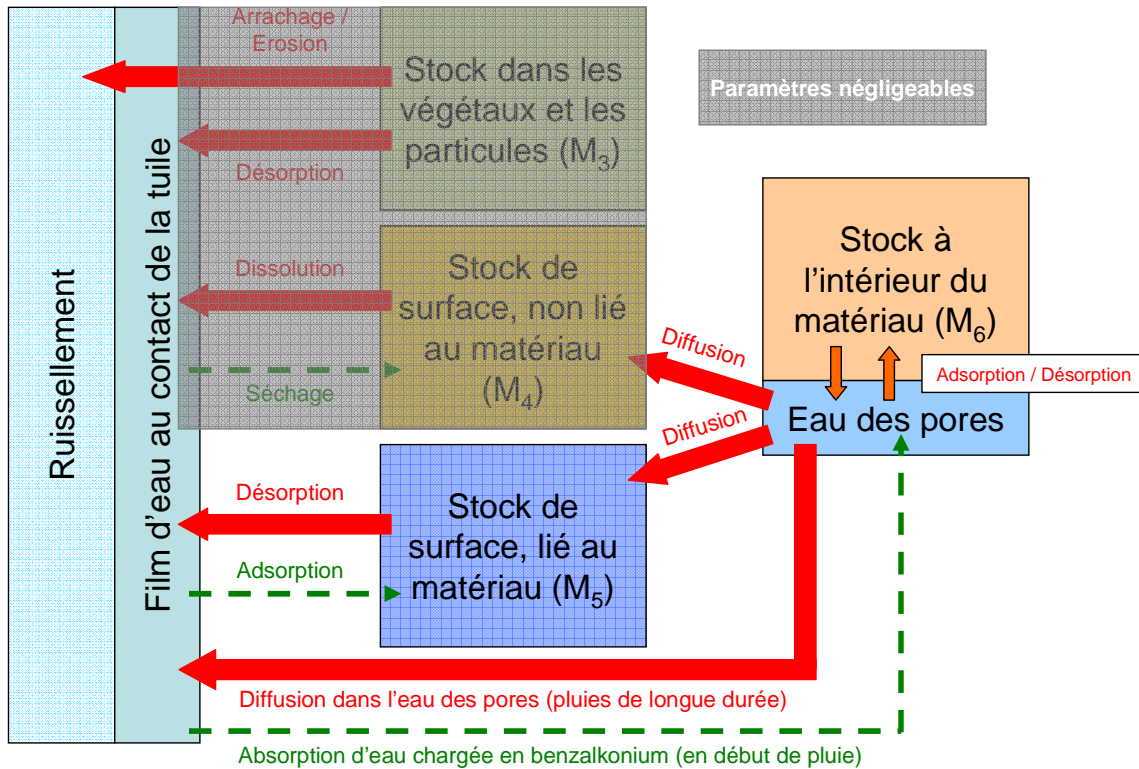 Ruissellement
Film d'eau au contact de la tuile
Arrachage /
Erosion
Désorption
Stock dans les
végétaux et les
particules (M₃)
Paramètres négligeables
Dissolution
Séchage
Stock de
surface, non lié
au matériau
(M₄)
Diffusion
Diffusion
Stock à
l'intérieur du
matériau (M₆)
Adsorption / Désorption
Eau des pores
Désorption
Adsorption
Stock de
surface, lié au
matériau (M₅)
Diffusion dans l'eau des pores (pluies de longue durée)
Absorption d'eau chargée en benzalkonium (en début de pluie)